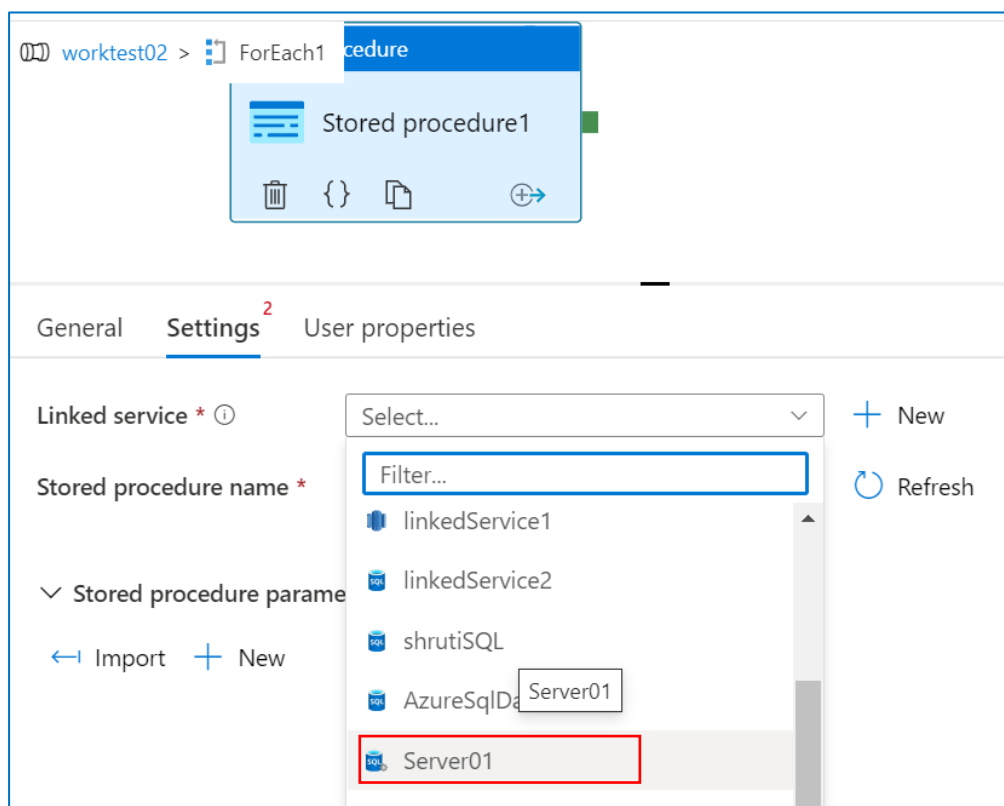 worktest02 > ForEach1 cedure
Stored procedure1
{}
General Settings 2 User properties
Linked service * Select... New
Filter...
Stored procedure name * Refresh
linkedService1
linkedService2
Stored procedure parame
shrutiSQL
Import New
AzureSqlDa Server01
SQL Server01